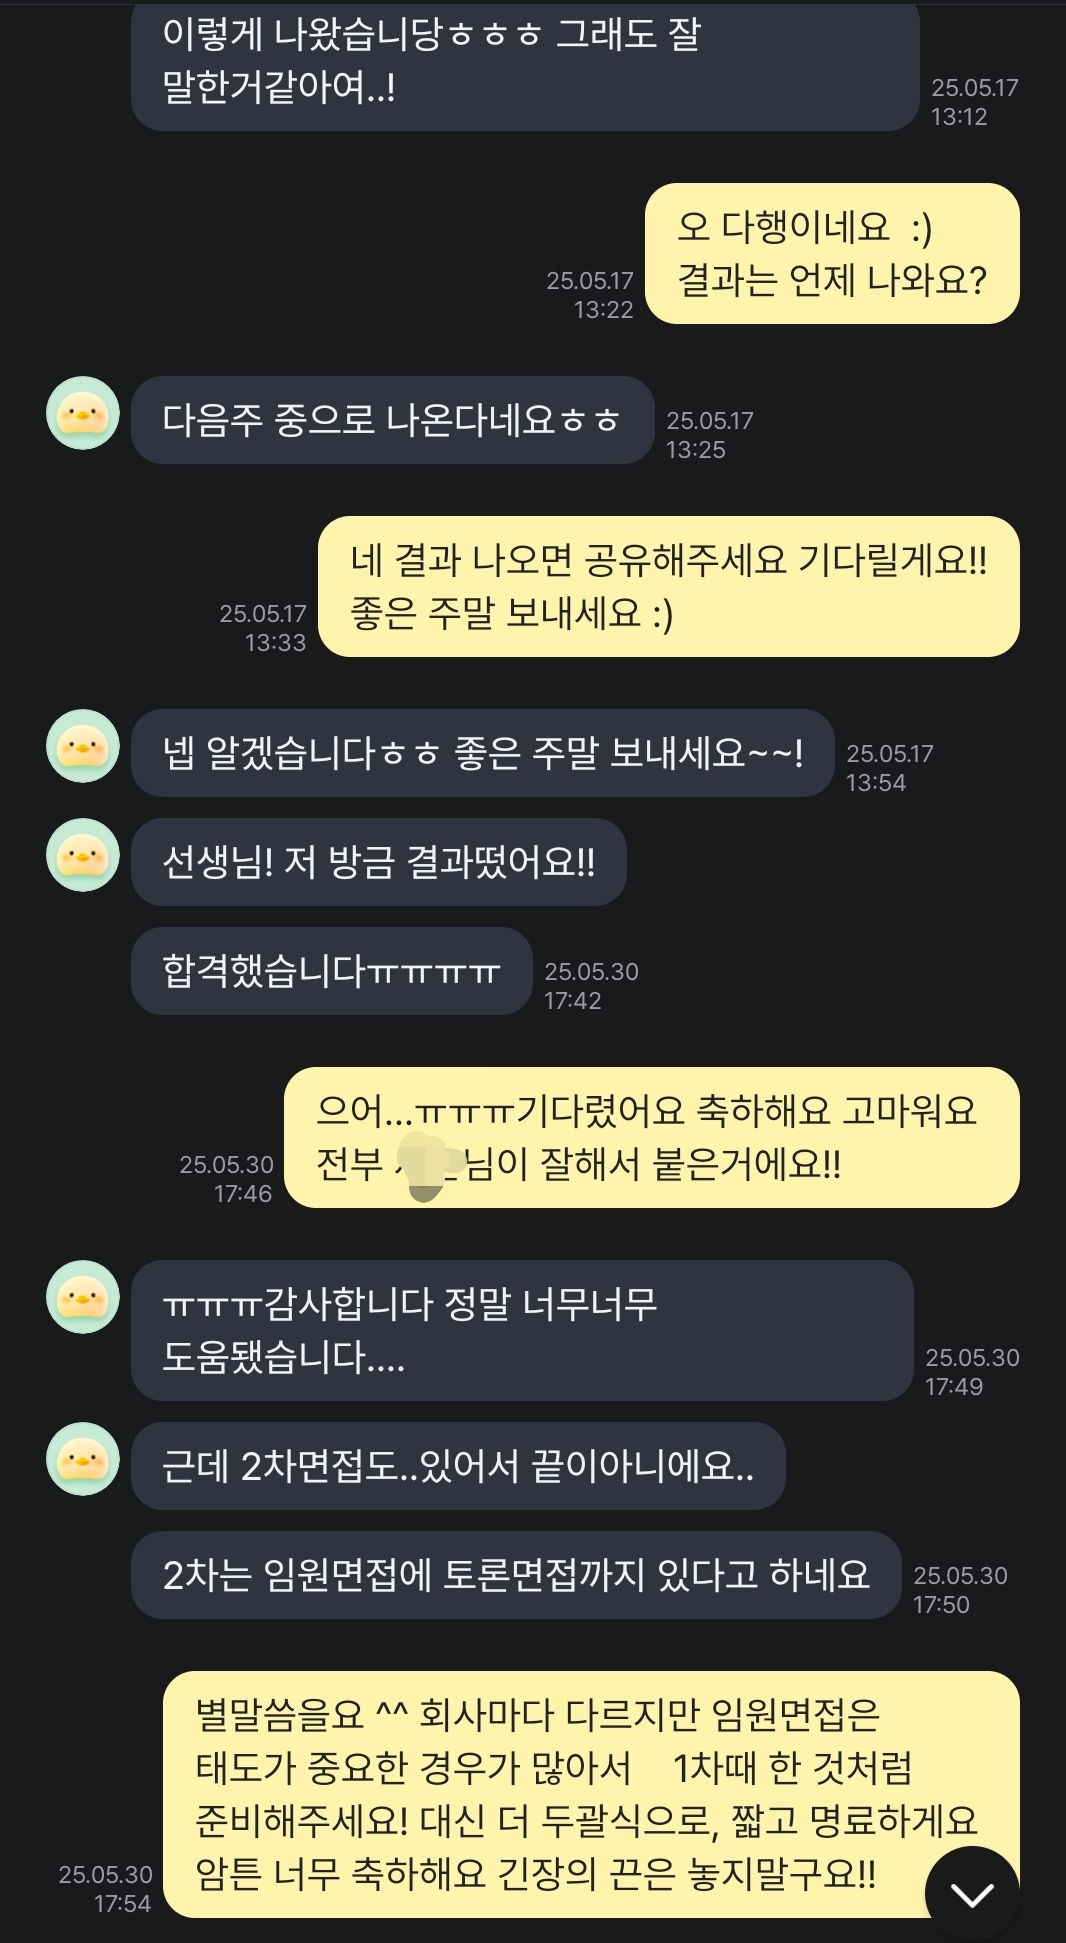 이렇게 나왔습니당ㅎㅎㅎ 그래도 잘
말한거같아여..!
25.05.17
13:12
오 다행이네요 :)
결과는 언제 나와요?
25.05.17
13:22
다음주 중으로 나온다네요ㅎㅎ
25.05.17
13:25
네 결과 나오면 공유해주세요 기다릴게요!!
좋은 주말 보내세요 :)
25.05.17
13:33
넵 알겠습니다ㅎㅎ 좋은 주말 보내세요~~!
25.05.17
13:54
선생님! 저 방금 결과떴어요!!
합격했습니다ㅠㅠㅠㅠ
25.05.30
17:42
으어...ㅠㅠㅠ기다렸어요 축하해요 고마워요
전부 님이 잘해서 붙은거에요!!
25.05.30
17:46
ㅠㅠㅠ감사합니다 정말 너무너무
도움됐습니다....
25.05.30
17:49
근데 2차면접도..있어서 끝이아니에요..
2차는 임원면접에 토론면접까지 있다고 하네요
25.05.30
17:50
별말씀을요 ^^ 회사마다 다르지만 임원면접은
태도가 중요한 경우가 많아서 1차때 한 것처럼
준비해주세요! 대신 더 두괄식으로, 짧고 명료하게요
암튼 너무 축하해요 긴장의 끈은 놓지말구요!!
25.05.30
17:54